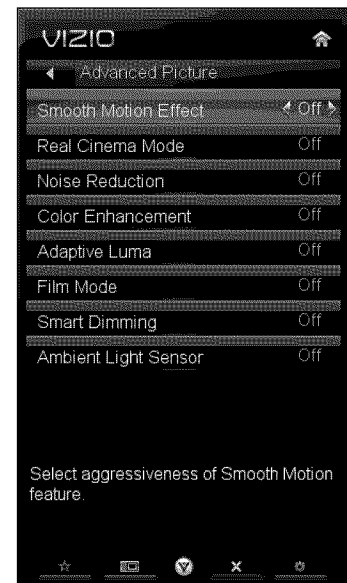 VIZIO
Advanced Picture
Smooth Motion Effect Off
Real Cinema Mode Off
Noise Reduction Off
Color Enhancement Off
Adaptive Luma Off
Film Mode Off
Smart Dimming Off
Ambient Light Sensor Off
Select aggressiveness of Smooth Motion
feature.